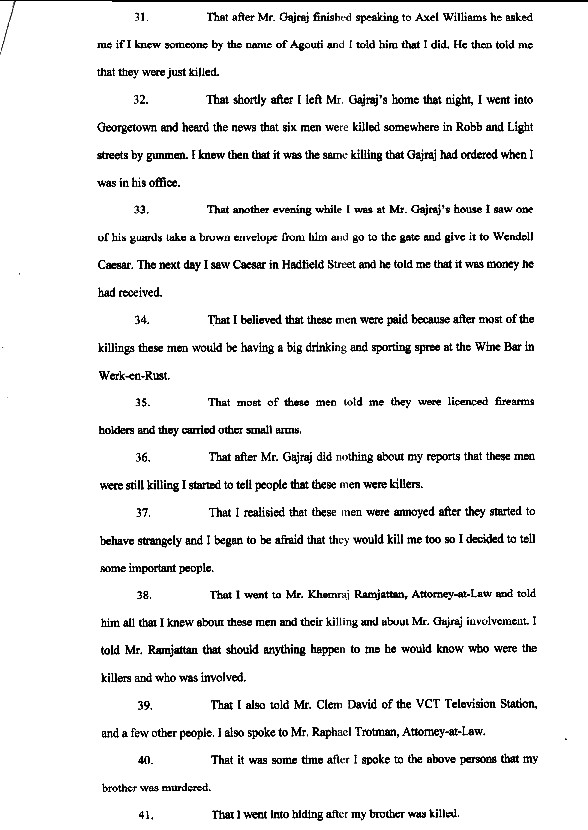 31. That after Mr. Gajraj finished speaking to Axel Williams he asked
me if I knew someone by the name of Agouti and I told him that I did. He then told me
that they were just killed.
32. That shortly after I left Mr. Gajraj's home that night, I went into
Georgetown and heard the news that six men were killed somewhere in Robb and Light
streets by gunmen. I knew then that it was the same killing that Gajraj had ordered when I
was in his office.
33. That another evening while I was at Mr. Gajraj's house I saw one
of his guards take a brown envelope from him and go to the gate and give it to Wendell
Caesar. The next day I saw Caesar in Hadfield Street and he told me that it was money he
had received.
34. That I believed that these men were paid because after most of the
killings these men would be having a big drinking and sporting spree at the Wine Bar in
Werk-en-Rust.
35. That most of these men told me they were licenced firearms
holders and they carried other small arms.
36. That after Mr. Gajraj did nothing about my reports that these men
were still killing I started to tell people that these men were killers.
37. That I realisied that these men were annoyed after they started to
behave strangely and I began to be afraid that they would kill me too so I decided to tell
some important people.
38. That I went to Mr. Khemraj Ramjattan, Attorney-at-Law and told
him all that I knew about these men and their killing and about Mr. Gajraj involvement. I
told Mr. Ramjattan that should anything happen to me he would know who were the
killers and who was involved.
39. That I also told Mr. Clem David of the VCT Television Station,
and a few other people. I also spoke to Mr. Raphael Trotman, Attorney-at-Law.
40. That it was some time after I spoke to the above persons that my
brother was murdered.
41. That I went into hiding after my brother was killed.